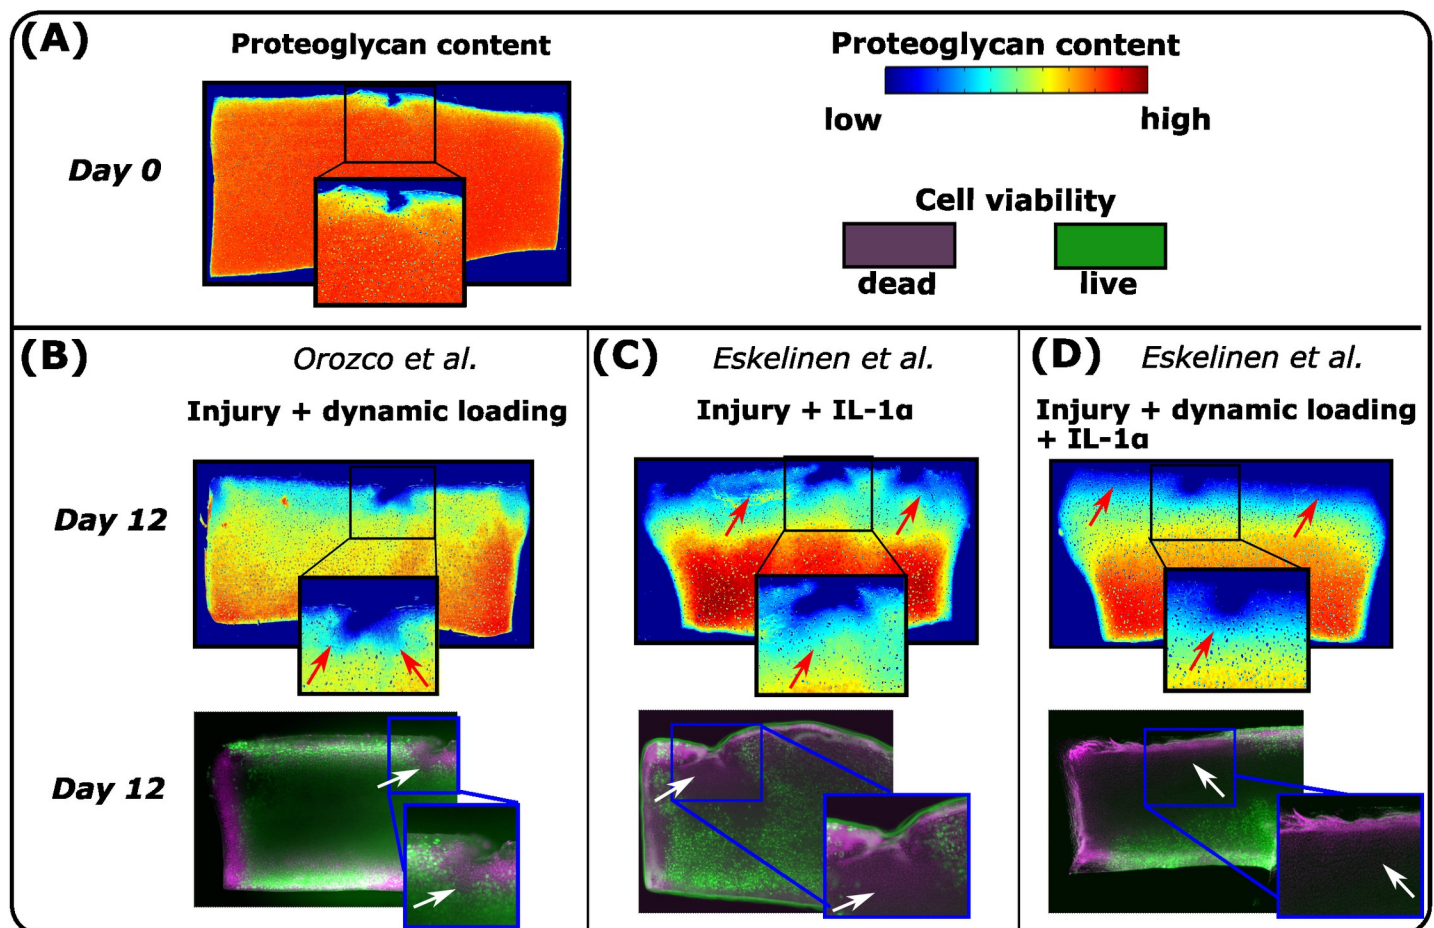 (A)
Proteoglycan content
Day 0
Proteoglycan content
low high
Cell viability
dead live
(B) Orozco et al.
Injury + dynamic loading
(C) Eskelinen et al.
Injury + IL-1α
(D) Eskelinen et al.
Injury + dynamic loading
+ IL-1α
Day 12
Day 12